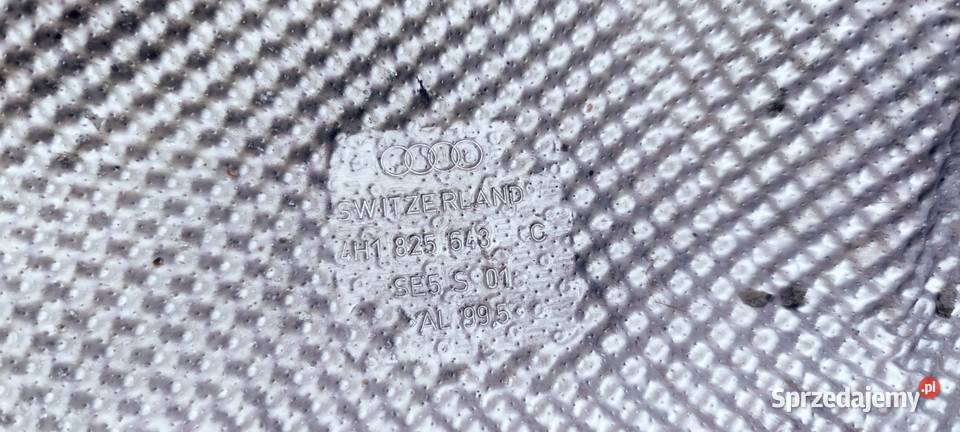 SWITZERLAND
4H1 825 643 C
SE5 S 01
AL 99,5
Sprzedajemy.pl